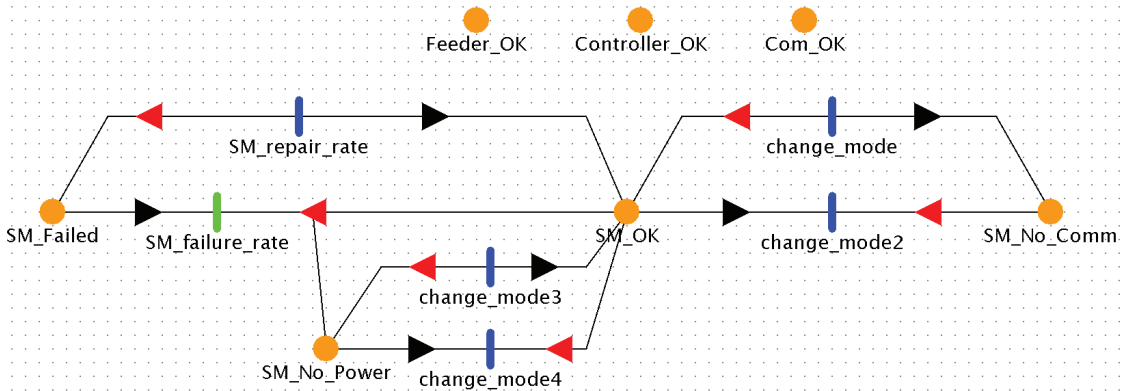 Feeder_OK
Controller_OK
Com_OK
SM_repair_rate
change_mode
SM_Failed
SM_failure_rate
SM_OK
change_mode2
SM_No_Comm
change_mode3
SM_No_Power
change_mode4